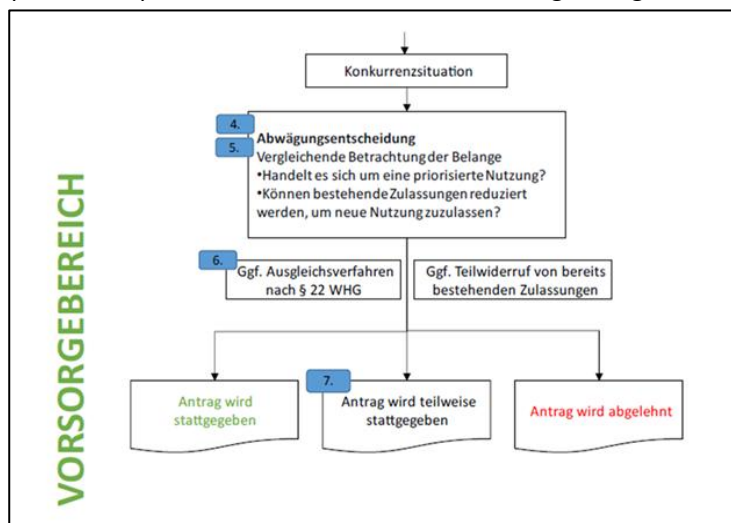 Konkurrenzsituation
4.
5.
Abwägungsentscheidung
Vergleichende Betrachtung der Belange
•Handelt es sich um eine priorisierte Nutzung?
•Können bestehende Zulassungen reduziert
werden, um neue Nutzung zuzulassen?
6.
Ggf. Ausgleichsverfahren
nach § 22 WHG
Ggf. Teilwiderruf von bereits
bestehenden Zulassungen
Antrag wird
stattgegeben
7.
Antrag wird teilweise
stattgegeben
Antrag wird abgelehnt
VORSORGEBEREICH